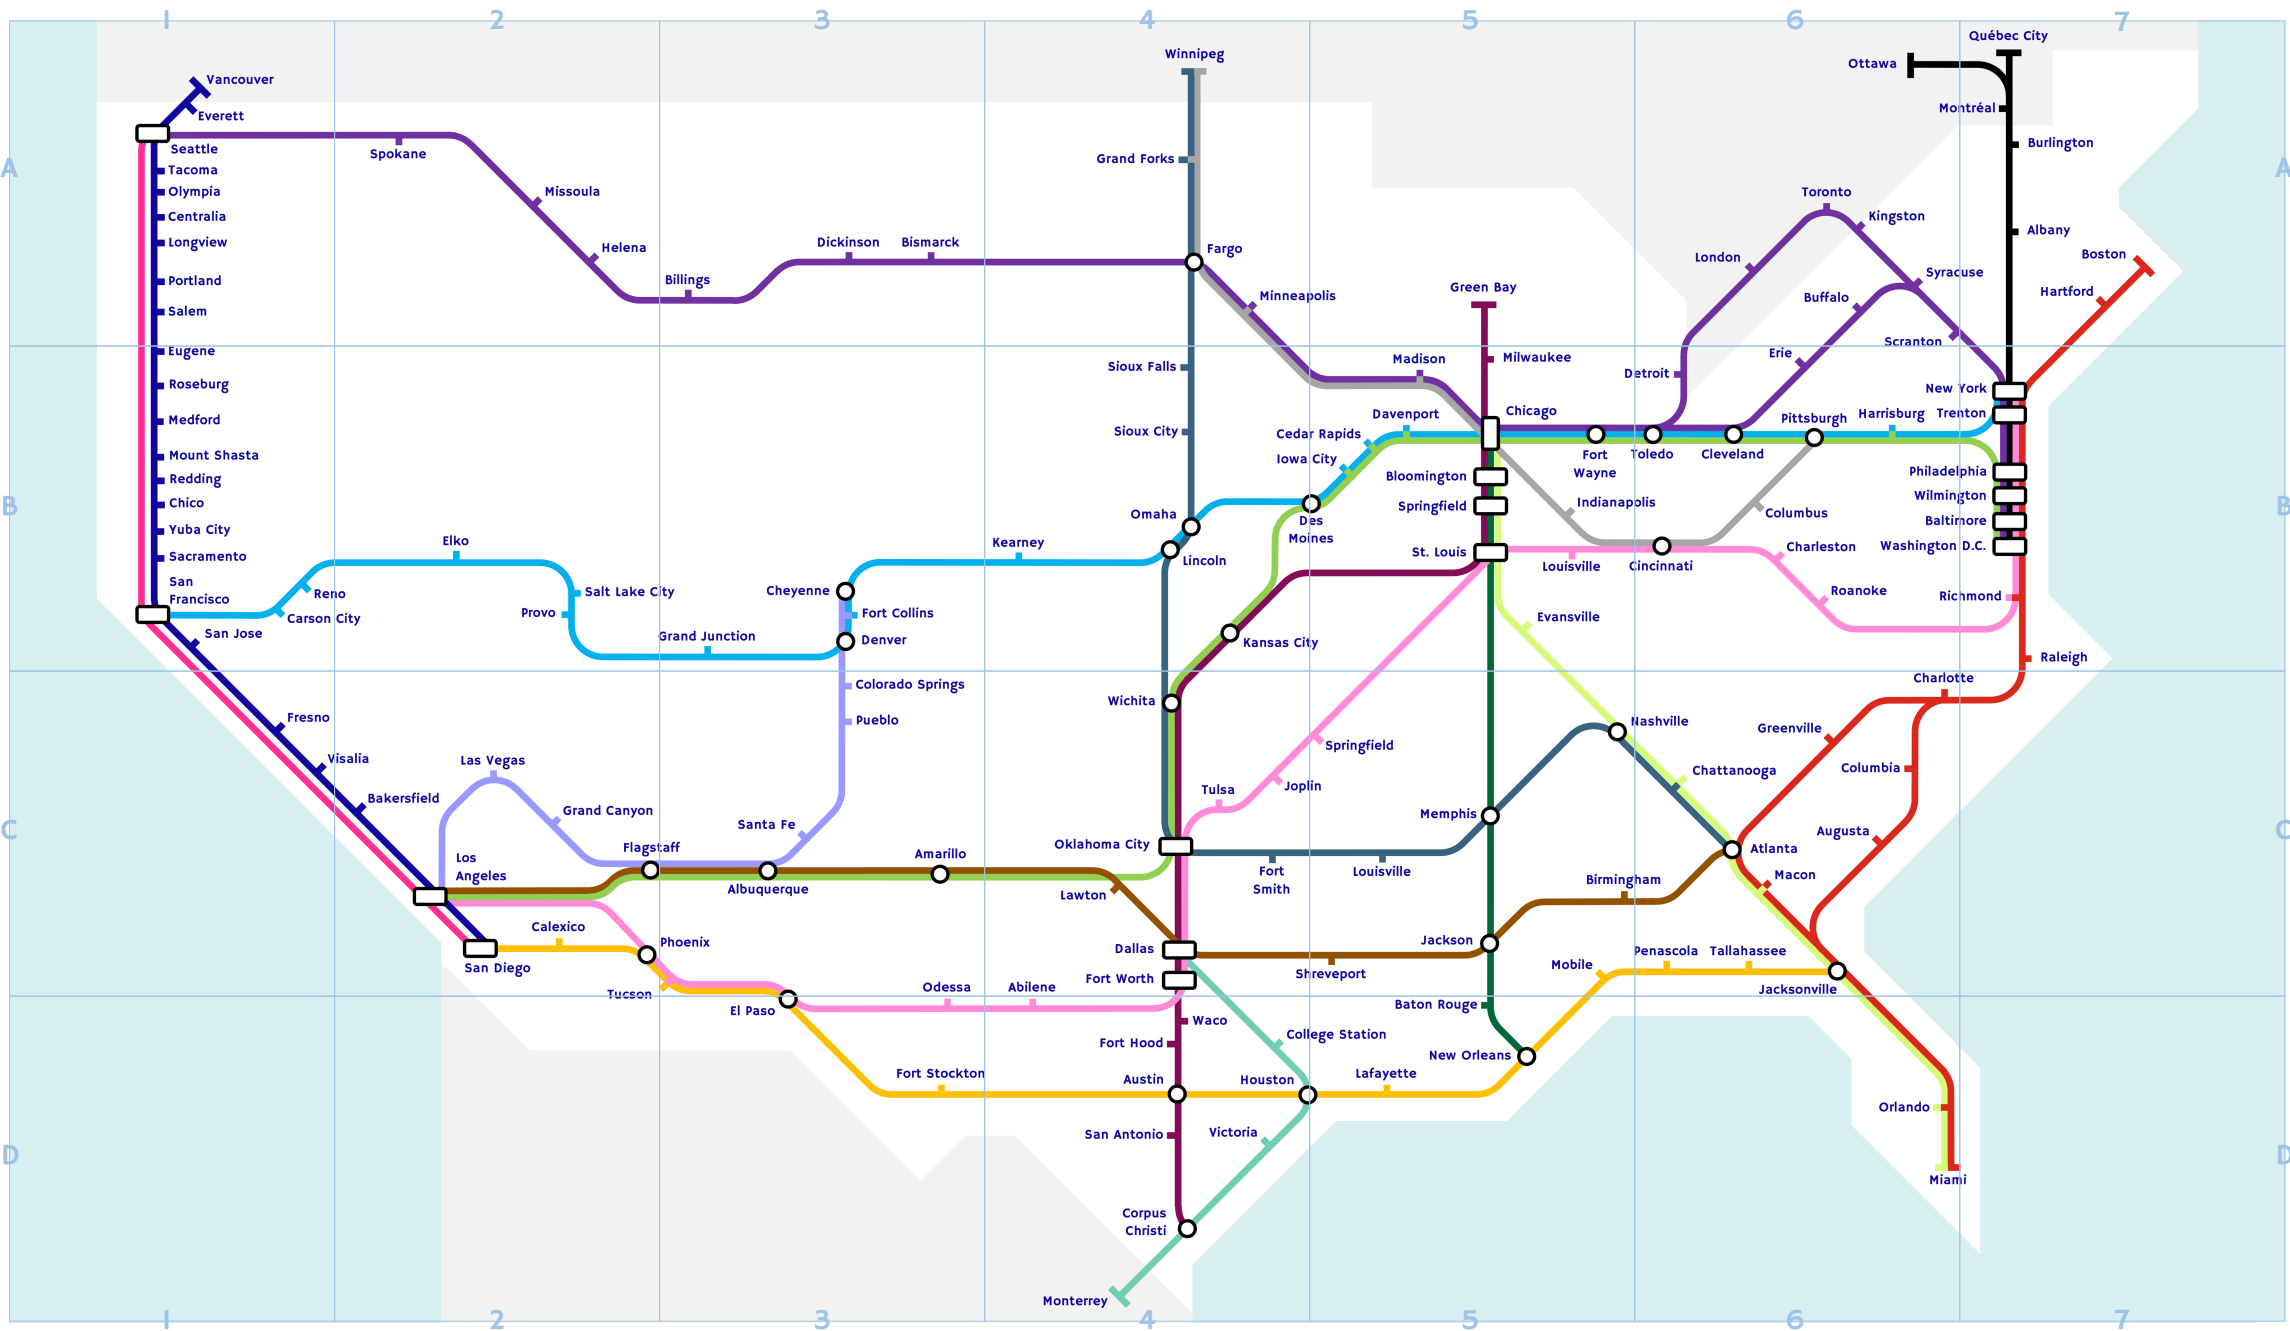 1 2 3 4 5 6 7
Québec City
Winnipeg
Ottawa
Vancouver
Montréal
Everett
Burlington
Seattle
Spokane
Grand Forks
A
A
Tacoma
Olympia
Missoula
Toronto
Centralia
Kingston
Albany
Longview
Helena
Dickinson
Bismarck
Fargo
London
Boston
Portland
Billings
Syracuse
Salem
Minneapolis
Green Bay
Buffalo
Hartford
Scranton
Eugene
Sioux Falls
Madison
Milwaukee
Erie
Roseburg
Detroit
New York
Medford
Sioux City
Davenport
Chicago
Pittsburgh
Harrisburg
Trenton
Cedar Rapids
Mount Shasta
Iowa City
Fort
Wayne
Toledo
Cleveland
Redding
Bloomington
Philadelphia
Chico
Springfield
Indianapolis
Columbus
Wilmington
B
B
Yuba City
Omaha
Des
Moines
Baltimore
Elko
Kearney
Sacramento
Lincoln
St. Louis
Louisville
Cincinnati
Charleston
Washington D.C.
San
Francisco
Reno
Carson City
Salt Lake City
Provo
Cheyenne
Fort Collins
Evansville
Roanoke
Richmond
San Jose
Grand Junction
Denver
Kansas City
Raleigh
Colorado Springs
Charlotte
Wichita
Fresno
Pueblo
Nashville
Greenville
Visalia
Las Vegas
Springfield
Chattanooga
Columbia
Bakersfield
Grand Canyon
Tulsa
Joplin
C
C
Santa Fe
Memphis
Augusta
Los
Angeles
Flagstaff
Amarillo
Oklahoma City
Atlanta
Albuquerque
Lawton
Fort
Smith
Louisville
Birmingham
Macon
Calexico
Phoenix
Dallas
Jackson
Penascola
Tallahassee
San Diego
Shreveport
Mobile
Tucson
Odessa
Abilene
Fort Worth
Jacksonville
El Paso
Baton Rouge
Waco
College Station
Fort Hood
New Orleans
Fort Stockton
Austin
Houston
Lafayette
Orlando
San Antonio
Victoria
D
D
Miami
Corpus
Christi
Monterrey
1 2 3 4 5 6 7